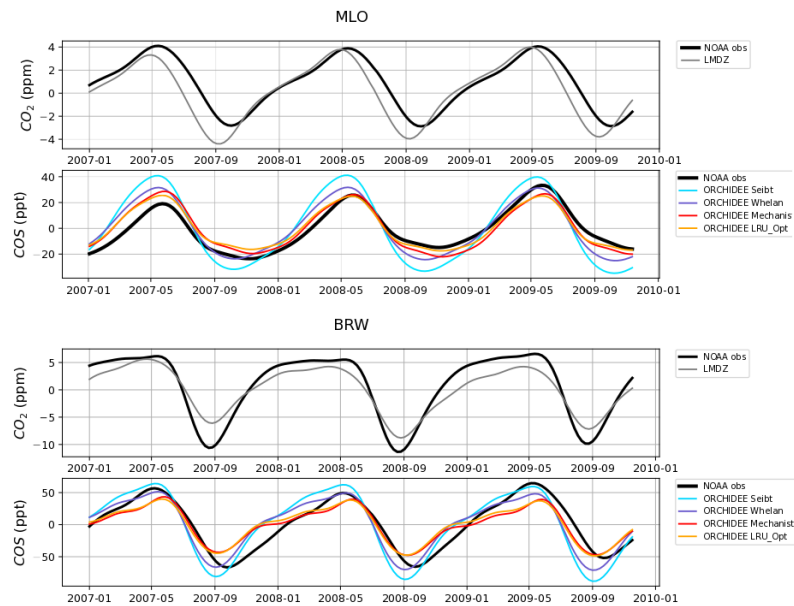 MLO
CO2 (ppm)
4
2
0
−2
−4
2007-01 2007-05 2007-09 2008-01 2008-05 2008-09 2009-01 2009-05 2009-09 2010-01
NOAA obs
LMDZ
COS (ppt)
40
20
0
−20
2007-01 2007-05 2007-09 2008-01 2008-05 2008-09 2009-01 2009-05 2009-09 2010-01
NOAA obs
ORCHIDEE Seibt
ORCHIDEE Whelan
ORCHIDEE Mechanist
ORCHIDEE LRU_Opt
BRW
CO2 (ppm)
5
0
−5
−10
2007-01 2007-05 2007-09 2008-01 2008-05 2008-09 2009-01 2009-05 2009-09 2010-01
NOAA obs
LMDZ
COS (ppt)
50
0
−50
2007-01 2007-05 2007-09 2008-01 2008-05 2008-09 2009-01 2009-05 2009-09 2010-01
NOAA obs
ORCHIDEE Seibt
ORCHIDEE Whelan
ORCHIDEE Mechanist
ORCHIDEE LRU_Opt